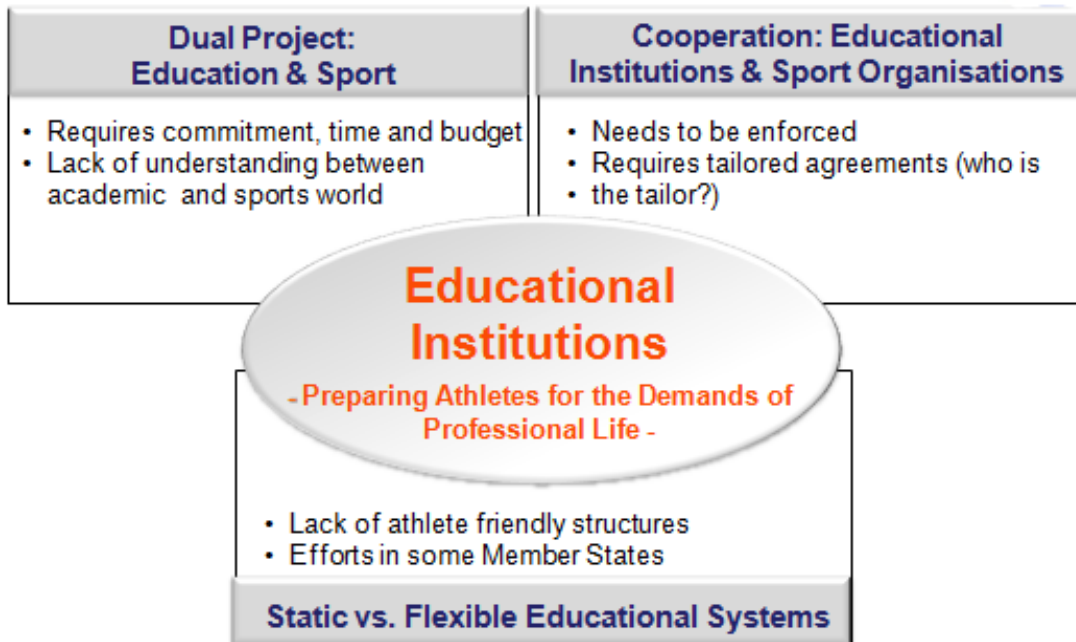 Dual Project:
Education & Sport
• Requires commitment, time and budget
• Lack of understanding between
academic and sports world
Cooperation: Educational
Institutions & Sport Organisations
• Needs to be enforced
• Requires tailored agreements (who is
• the tailor?)
Educational
Institutions
- Preparing Athletes for the Demands of
Professional Life -
• Lack of athlete friendly structures
• Efforts in some Member States
Static vs. Flexible Educational Systems